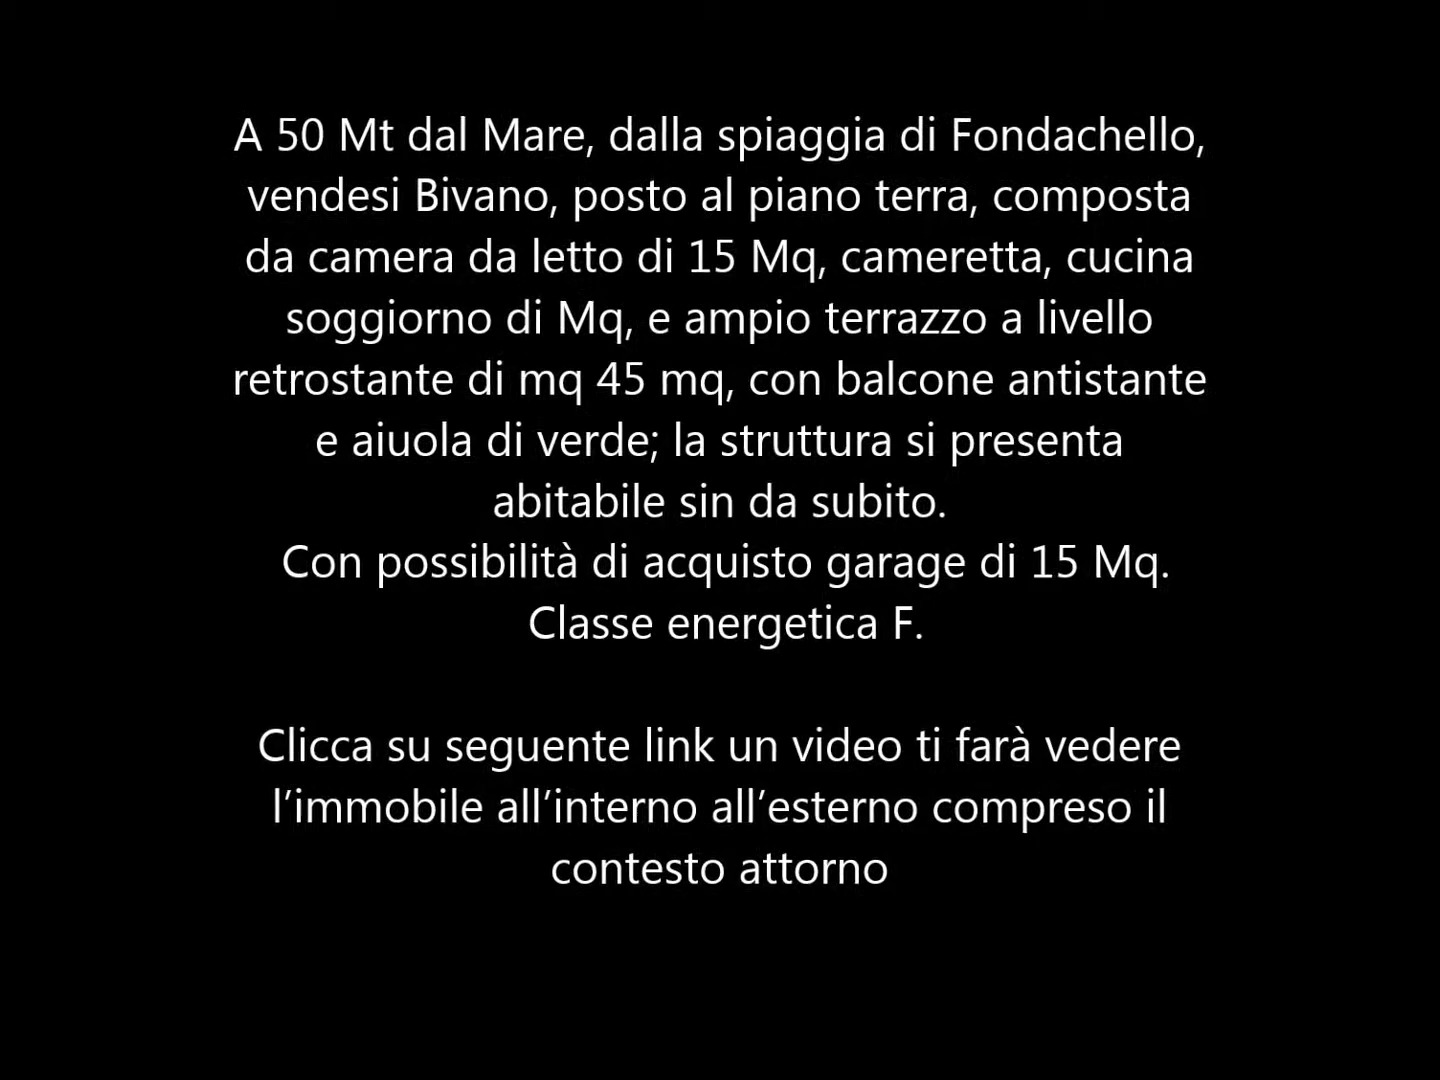 A 50 Mt dal Mare, dalla spiaggia di Fondachello,
vendesi Bivano, posto al piano terra, composta
da camera da letto di 15 Mq, cameretta, cucina
soggiorno di Mq, e ampio terrazzo a livello
retrostante di mq 45 mq, con balcone antistante
e aiuola di verde; la struttura si presenta
abitabile sin da subito.
Con possibilità di acquisto garage di 15 Mq.
Classe energetica F.
Clicca su seguente link un video ti farà vedere
l’immobile all’interno all’esterno compreso il
contesto attorno